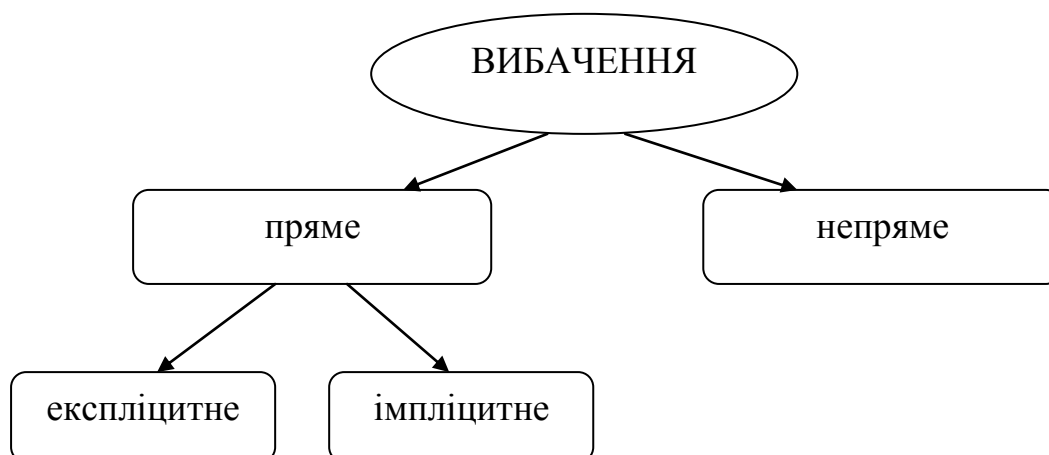 ВИБАЧЕННЯ
пряме
непряме
експліцитне
імпліцитне